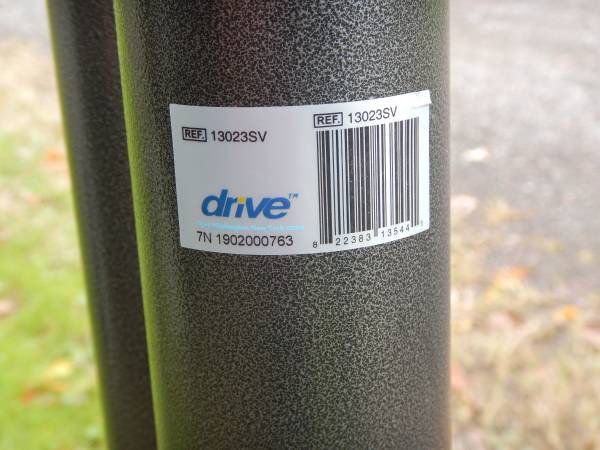 REF. 13023SV
REF. 13023SV
drive™
7N 1902000763
8 22383 13544 1